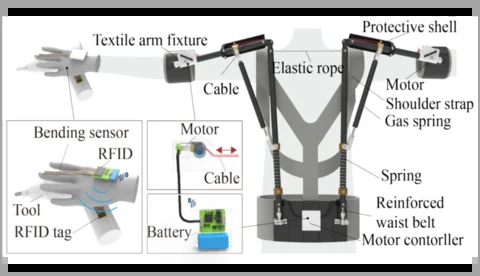 Textile arm fixture
Protective shell
Elastic rope
Cable
Motor
Shoulder strap
Gas spring
Bending sensor
RFID
Tool
RFID tag
Motor
Cable
Battery
Spring
Reinforced
waist belt
Motor contorller